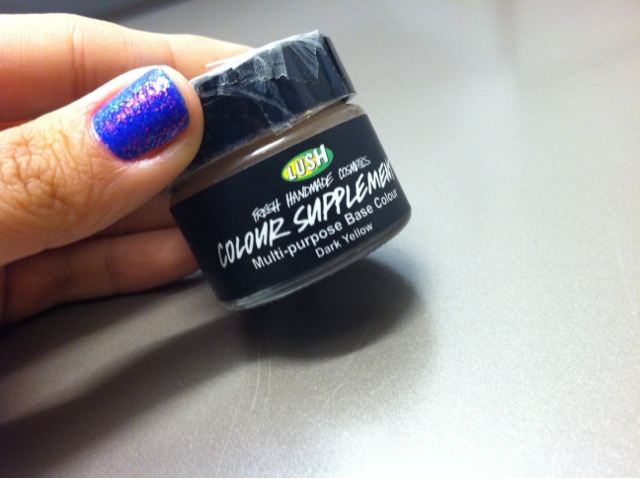 LUSH
FRESH HANDMADE COSMETICS
COLOUR SUPPLEMENT
Multi-purpose Base Colour
Dark Yellow